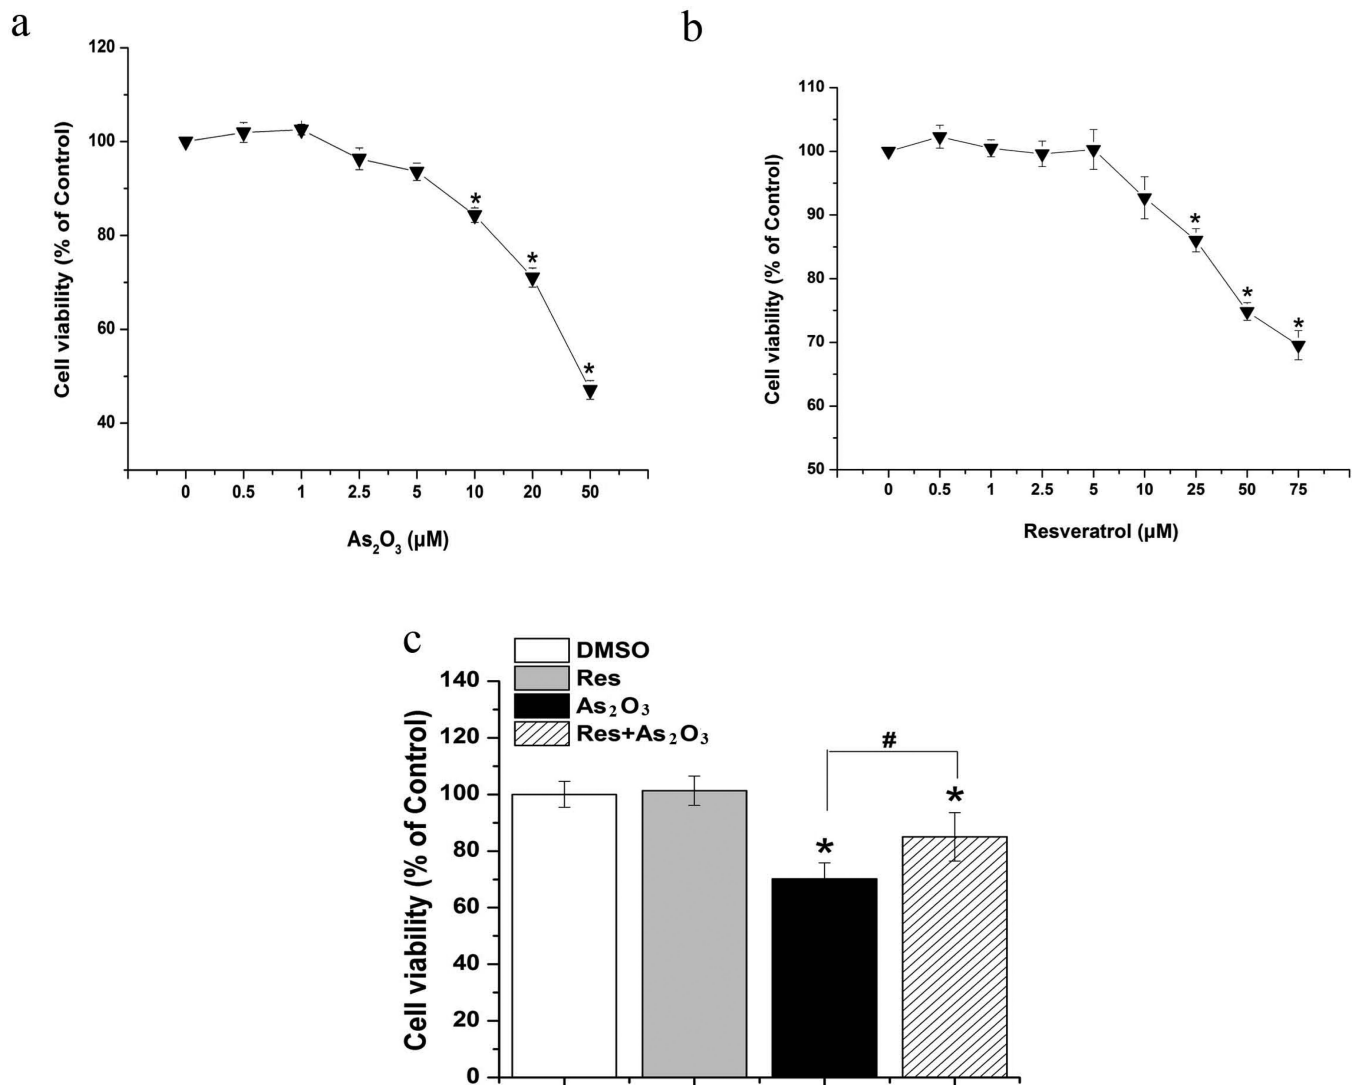 a
120
100
80
60
40
Cell viability (% of Control)
*
*
*
0 0.5 1 2.5 5 10 20 50
As₂O₃ (µM)
b
110
100
90
80
70
60
50
Cell viability (% of Control)
*
*
*
0 0.5 1 2.5 5 10 25 50 75
Resveratrol (µM)
c
DMSO
Res
As₂O₃
Res+As₂O₃
140
120
100
80
60
40
20
0
Cell viability (% of Control)
#
*
*